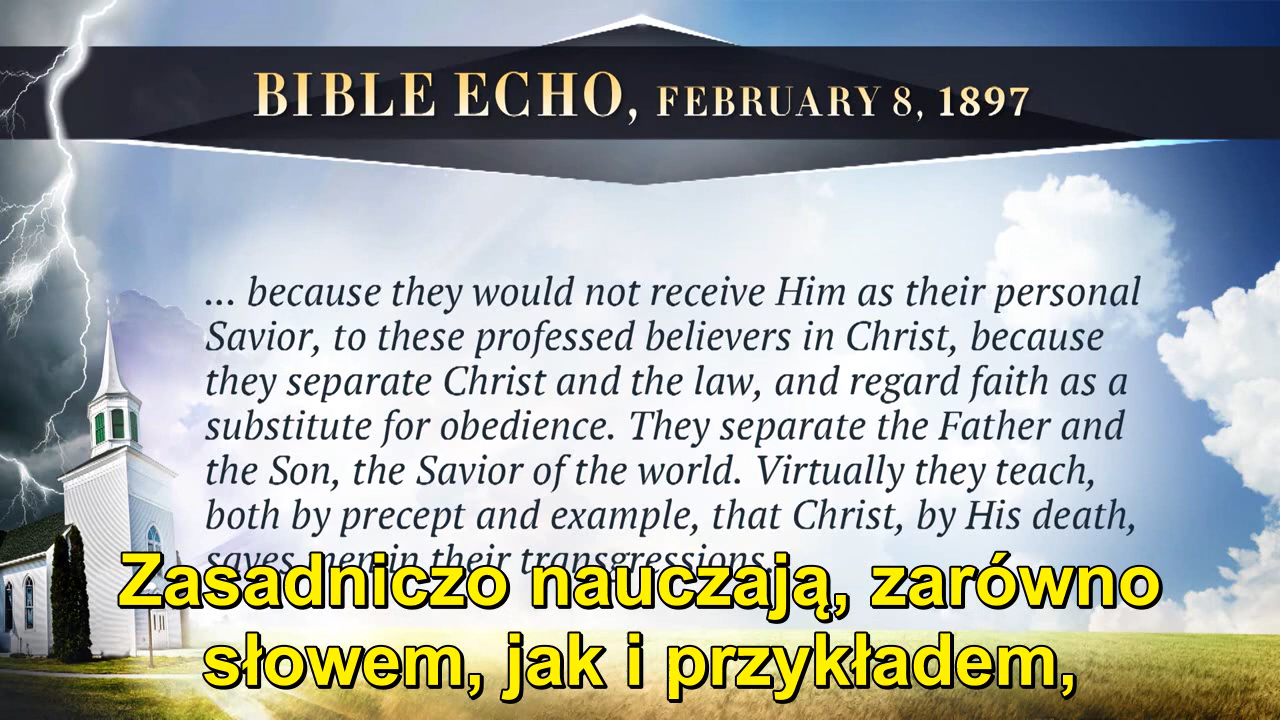 BIBLE ECHO, FEBRUARY 8, 1897
... because they would not receive Him as their personal
Savior, to these professed believers in Christ, because
they separate Christ and the law, and regard faith as a
substitute for obedience. They separate the Father and
the Son, the Savior of the world. Virtually they teach,
both by precept and example, that Christ, by His death,
saves men in their transgressions.
Zasadniczo nauczają, zarówno
słowem, jak i przykładem,